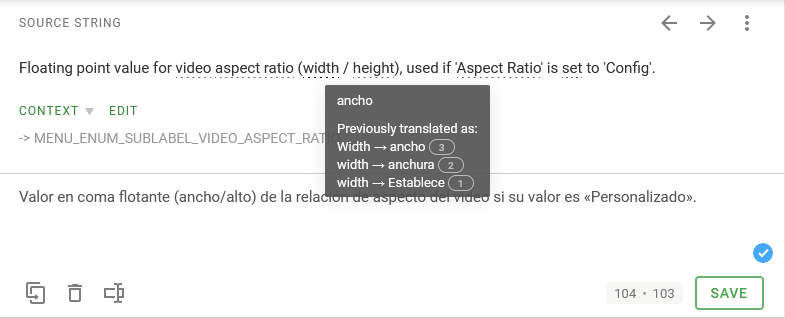 SOURCE STRING
Floating point value for video aspect ratio (width / height), used if 'Aspect Ratio' is set to 'Config'.
ancho
CONTEXT EDIT
Previously translated as:
-> MENU_ENUM_SUBLABEL_VIDEO_ASPECT_RATIO
Width → ancho 3
width → anchura 2
width → Establece 1
Valor en coma flotante (ancho/alto) de la relación de aspecto del vídeo si su valor es «Personalizado».
104 • 103 SAVE